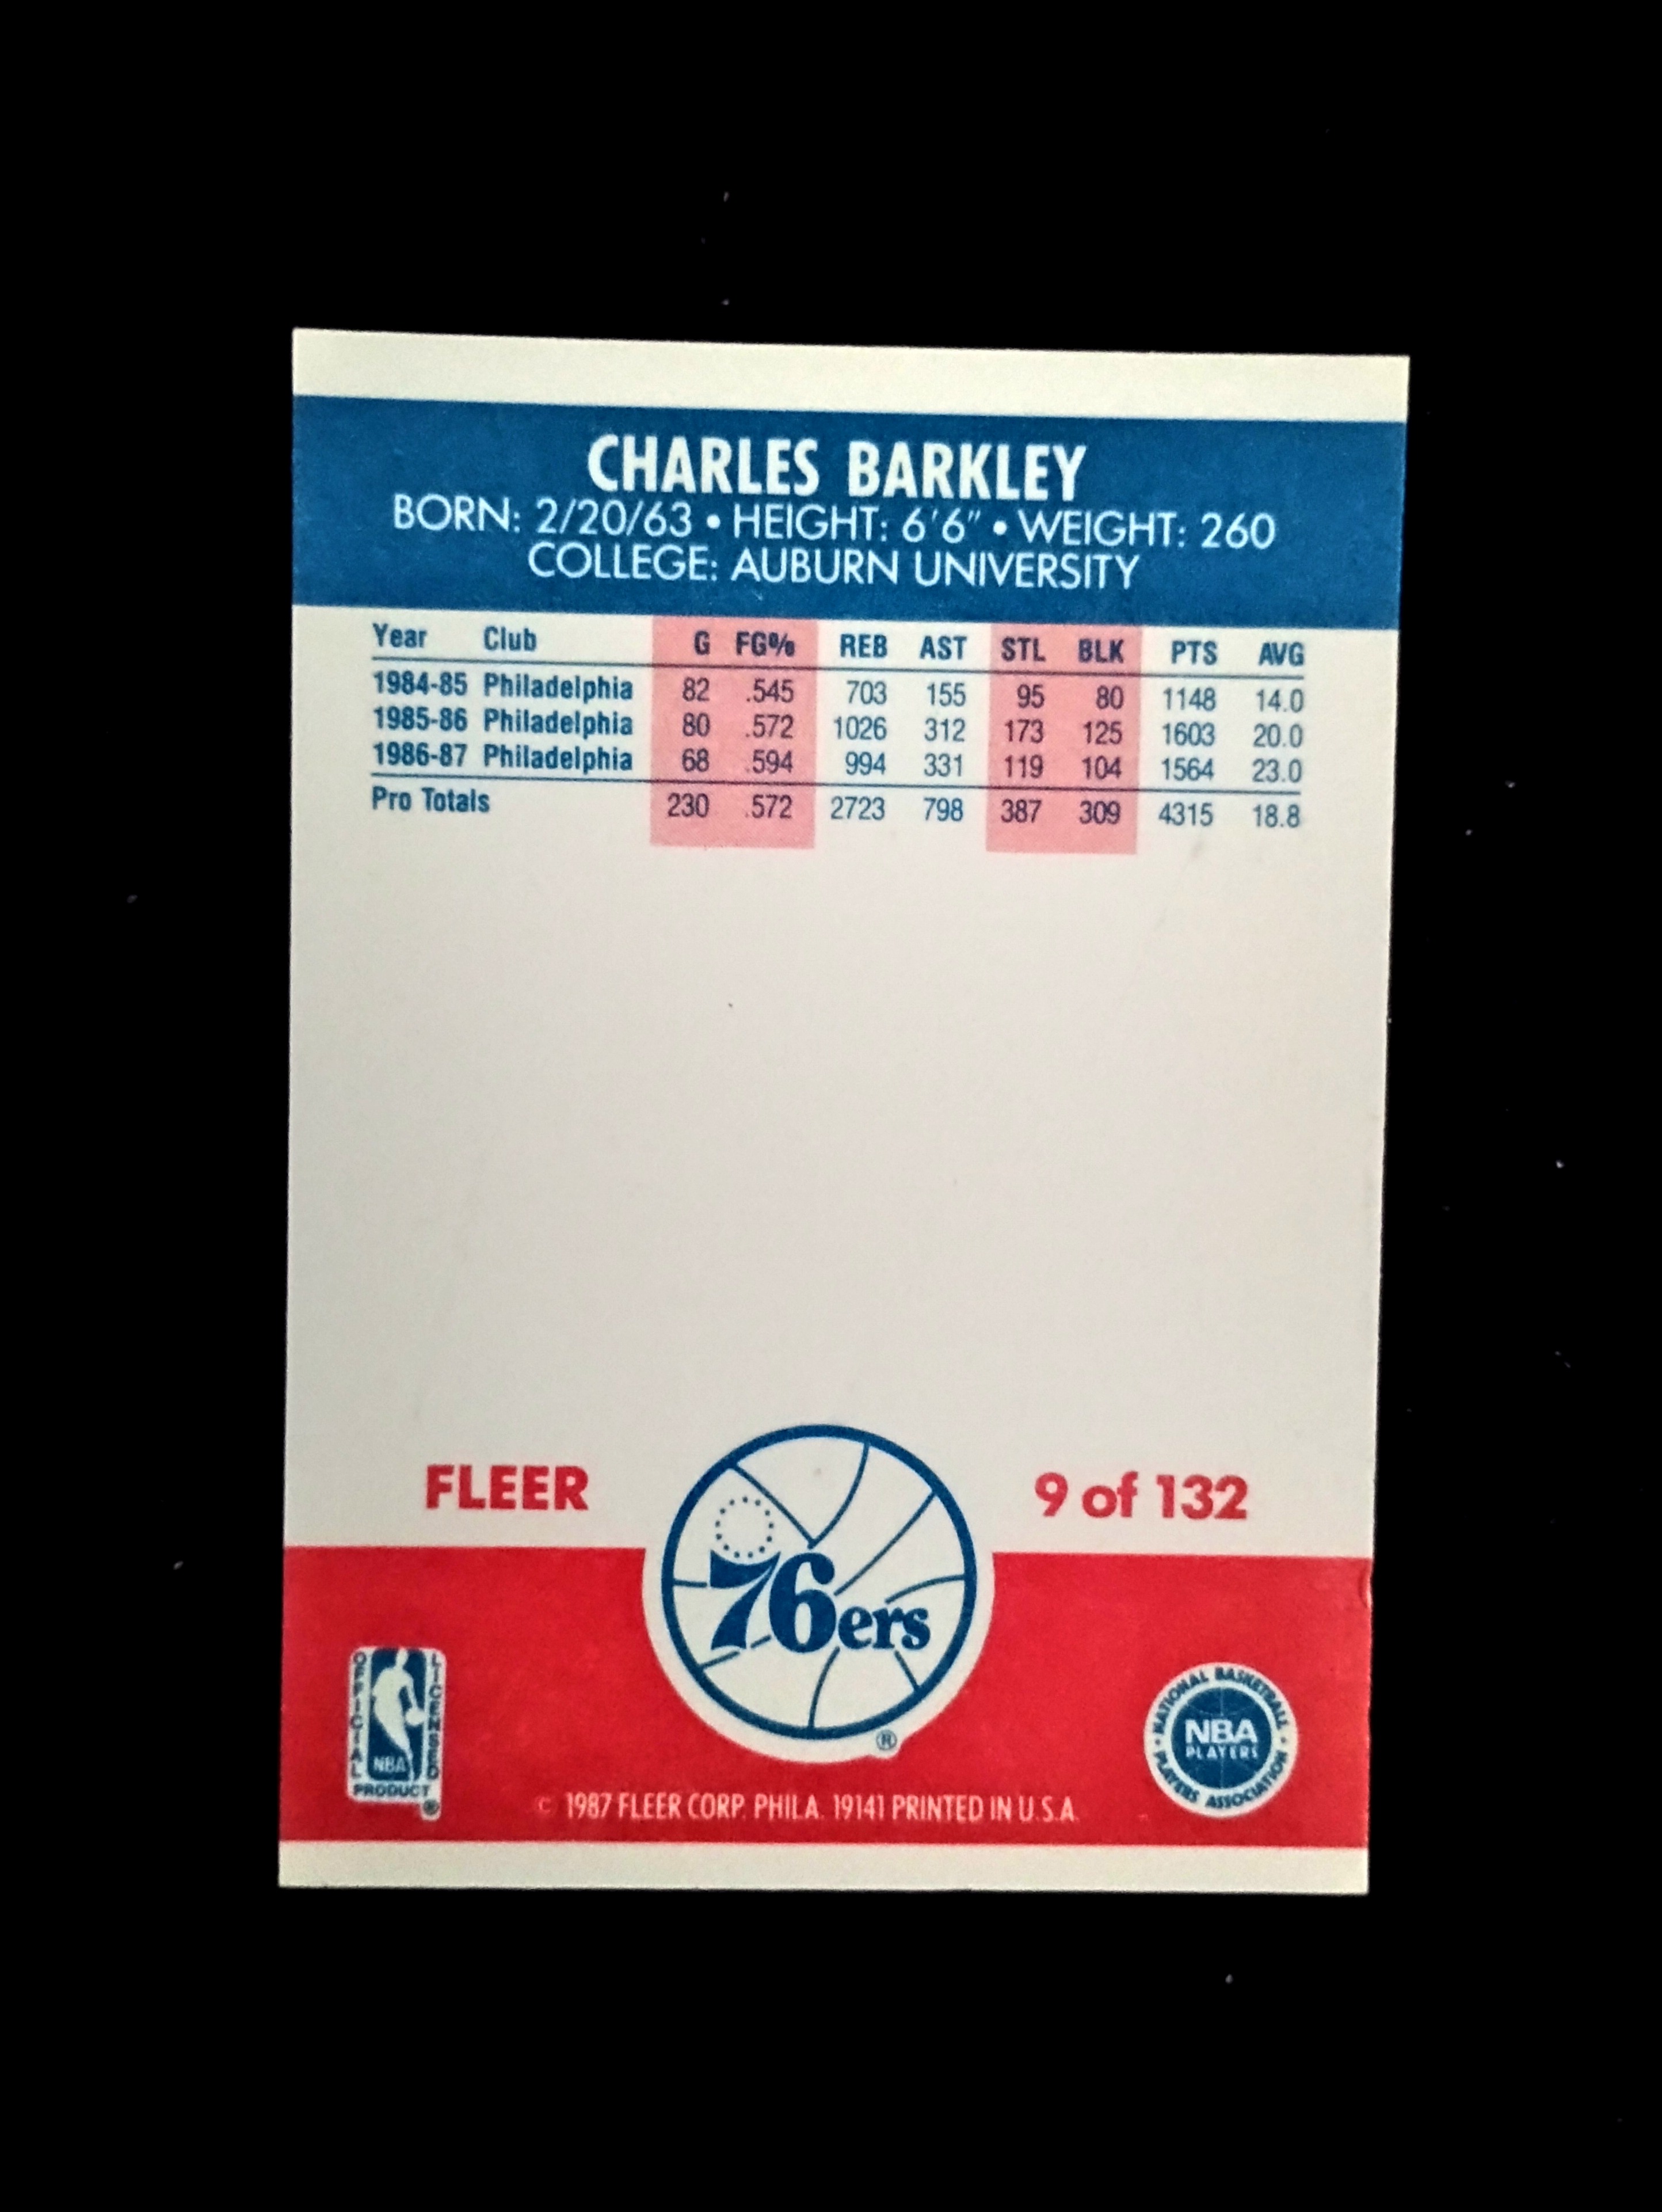 CHARLES BARKLEY
BORN: 2/20/63 • HEIGHT: 6'6" • WEIGHT: 260
COLLEGE: AUBURN UNIVERSITY
Year Club G FG% REB AST STL BLK PTS AVG
1984-85 Philadelphia 82 .545 703 155 95 80 1148 14.0
1985-86 Philadelphia 80 .572 1026 312 173 125 1603 20.0
1986-87 Philadelphia 68 .594 994 331 119 104 1564 23.0
Pro Totals 230 .572 2723 798 387 309 4315 18.8
FLEER
9 of 132
76ers
®
OFFICIAL LICENSED
NBA
PRODUCT
®
NATIONAL BASKETBALL
NBA
PLAYERS
PLAYERS ASSOCIATION
© 1987 FLEER CORP. PHILA. 19141 PRINTED IN U.S.A.